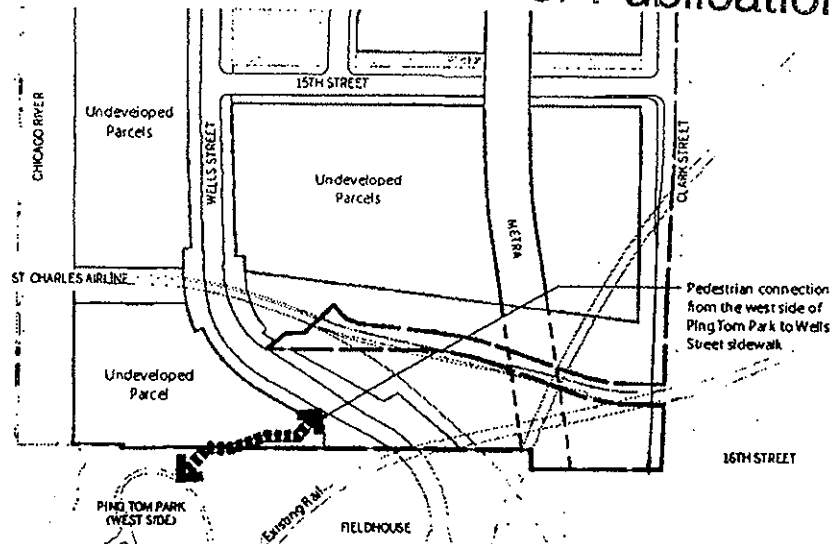 Publication
15TH STREET
Undeveloped
Parcels
CHICAGO RIVER
WELLS STREET
Undeveloped
Parcels
CLARK STREET
METRA
ST CHARLES AIRLINE
Pedestrian connection
from the west side of
Ping Tom Park to Wells
Street sidewalk
Undeveloped
Parcel
16TH STREET
PING TOM PARK
(WEST SIDE)
Existing Rail
FIELDHOUSE